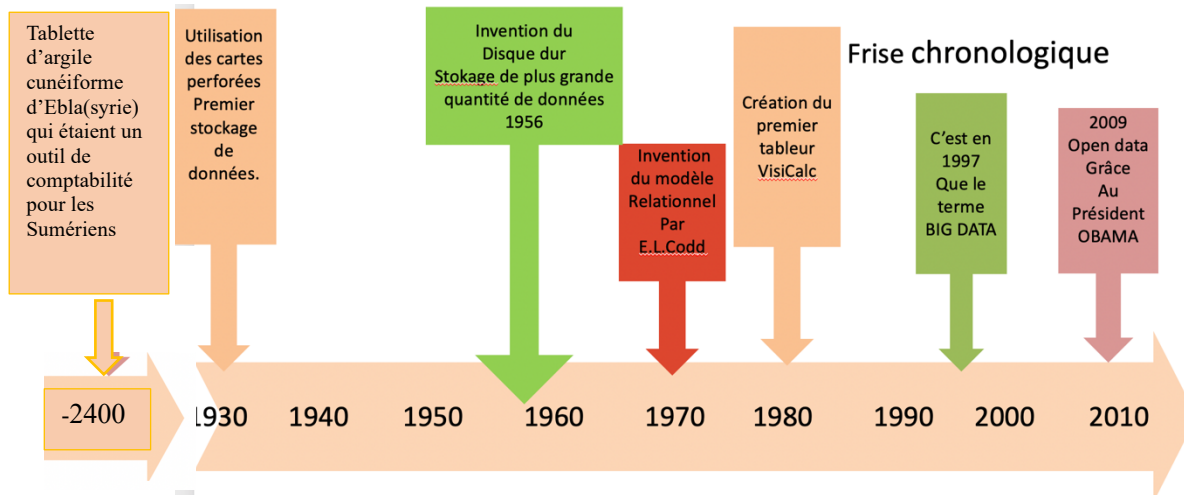 Tablette
d’argile
cunéiforme
d’Ebla(syrie)
qui étaient un
outil de
comptabilité
pour les
Sumériens
Utilisation
des cartes
perforées
Premier
stockage
de
données.
Invention du
Disque dur
Stokage de plus grande
quantité de données
1956
Invention
du modèle
Relationnel
Par
E.L.Codd
Création du
premier
tableur
VisiCalc
Frise chronologique
C’est en
1997
Que le
terme
BIG DATA
2009
Open data
Grâce
Au
Président
OBAMA
-2400
1930 1940 1950 1960 1970 1980 1990 2000 2010